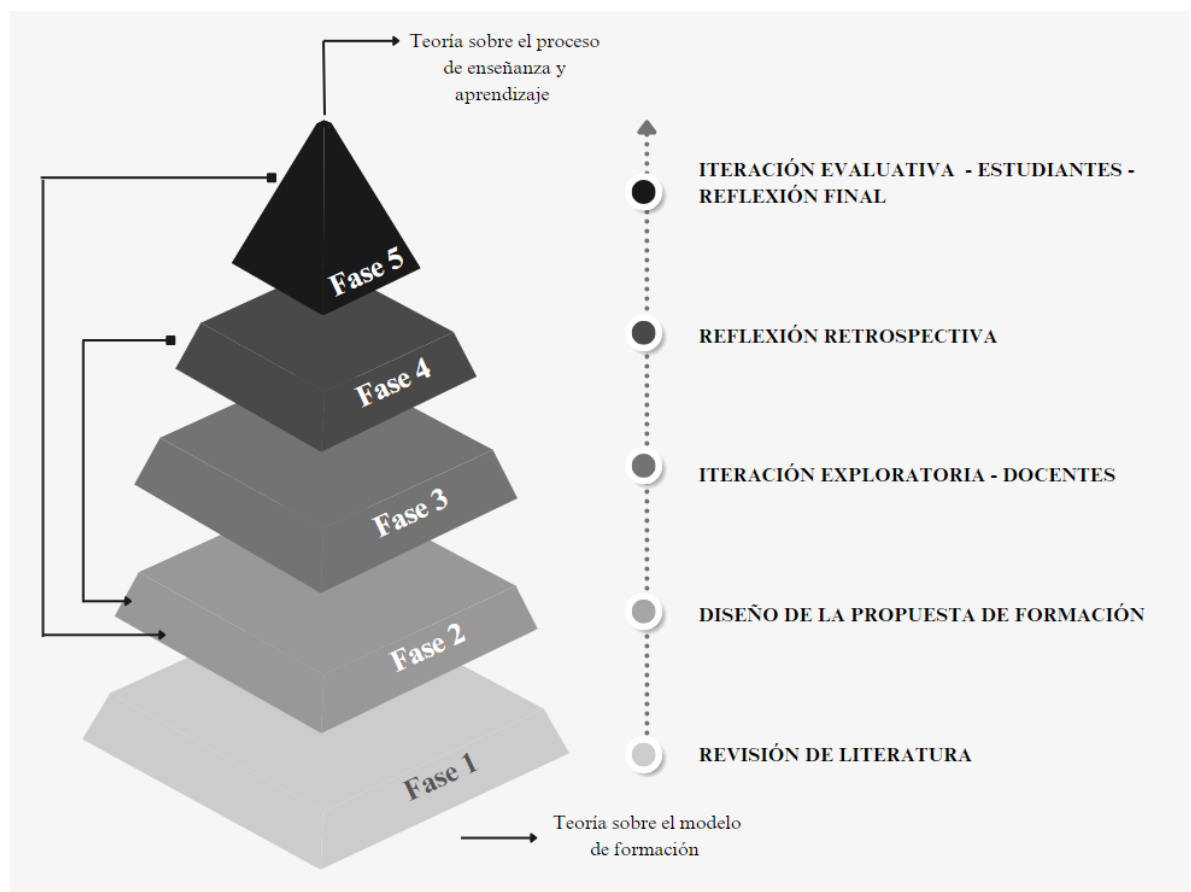 Teoría sobre el proceso
de enseñanza y
aprendizaje
ITERACIÓN EVALUATIVA - ESTUDIANTES -
REFLEXIÓN FINAL
Fase 5
REFLEXIÓN RETROSPECTIVA
Fase 4
ITERACIÓN EXPLORATORIA - DOCENTES
Fase 3
DISEÑO DE LA PROPUESTA DE FORMACIÓN
Fase 2
REVISIÓN DE LITERATURA
Fase 1
Teoría sobre el modelo
de formación